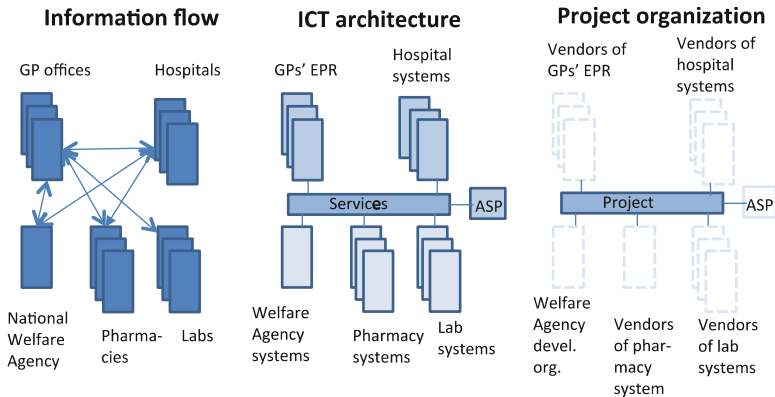 Information flow
GP offices
Hospitals
National
Welfare
Agency
Pharma-
cies
Labs
ICT architecture
GPs' EPR
Hospital
systems
Services
ASP
Welfare
Agency
systems
Pharmacy
systems
Lab
systems
Project organization
Vendors of
GPs' EPR
Vendors of
hospital
systems
Project
ASP
Welfare
Agency
devel.
org.
Vendors
of phar-
macy
system
Vendors
of lab
systems